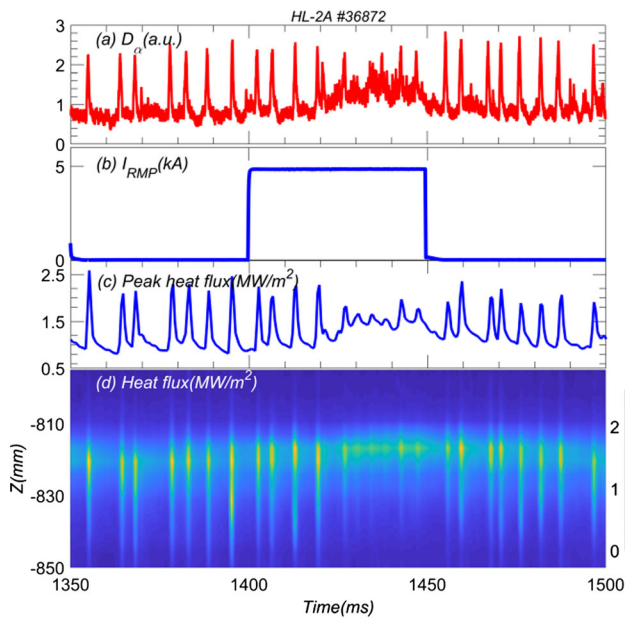 HL-2A #36872
(a) Dα(a.u.)
3
2
1
0
(b) IRMP(kA)
5
0
(c) Peak heat flux(MW/m²)
2.5
1.5
0.5
(d) Heat flux(MW/m²)
-810
-830
-850
Z(mm)
2
1
0
1350 1400 1450 1500
Time(ms)